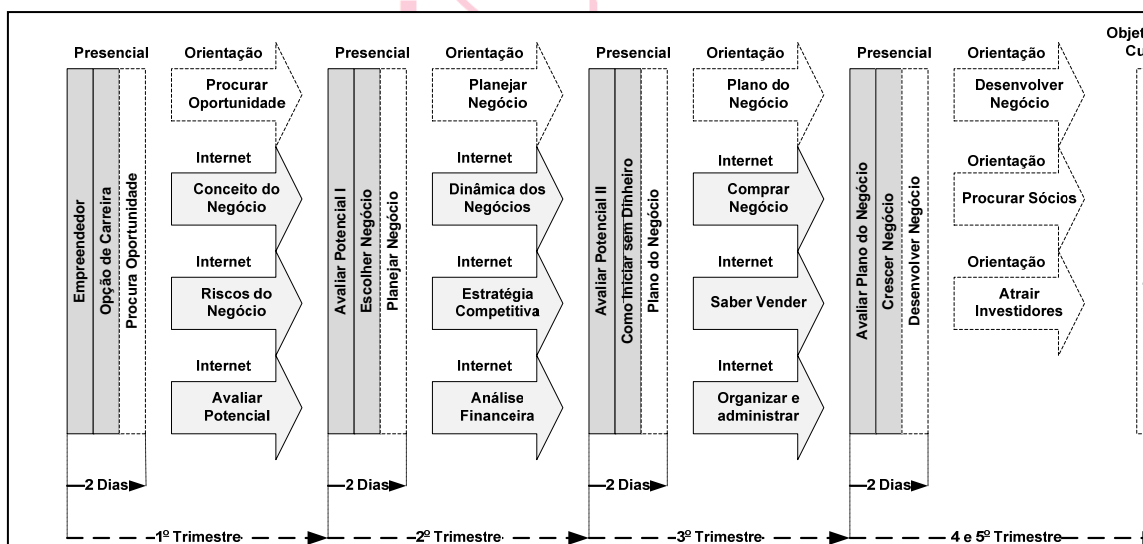 Objet
Cu
Presencial
Orientação
Presencial
Orientação
Presencial
Orientação
Presencial
Orientação
Empreendedor
Opção de Carreira
Procura Oportunidade
Procurar
Oportunidade
Internet
Conceito do
Negócio
Internet
Riscos do
Negócio
Internet
Avaliar
Potencial
Avaliar Potencial I
Escolher Negócio
Planejar Negócio
Planejar
Negócio
Internet
Dinâmica dos
Negócios
Internet
Estratégia
Competitiva
Internet
Análise
Financeira
Avaliar Potencial II
Como Iniciar sem Dinheiro
Plano do Negócio
Plano do
Negócio
Internet
Comprar
Negócio
Internet
Saber Vender
Internet
Organizar e
administrar
Avaliar Plano do Negócio
Crescer Negócio
Desenvolver Negócio
Desenvolver
Negócio
Orientação
Procurar Sócios
Orientação
Atrair
Investidores
2 Dias
2 Dias
2 Dias
2 Dias
1º Trimestre
2º Trimestre
3º Trimestre
4 e 5º Trimestre